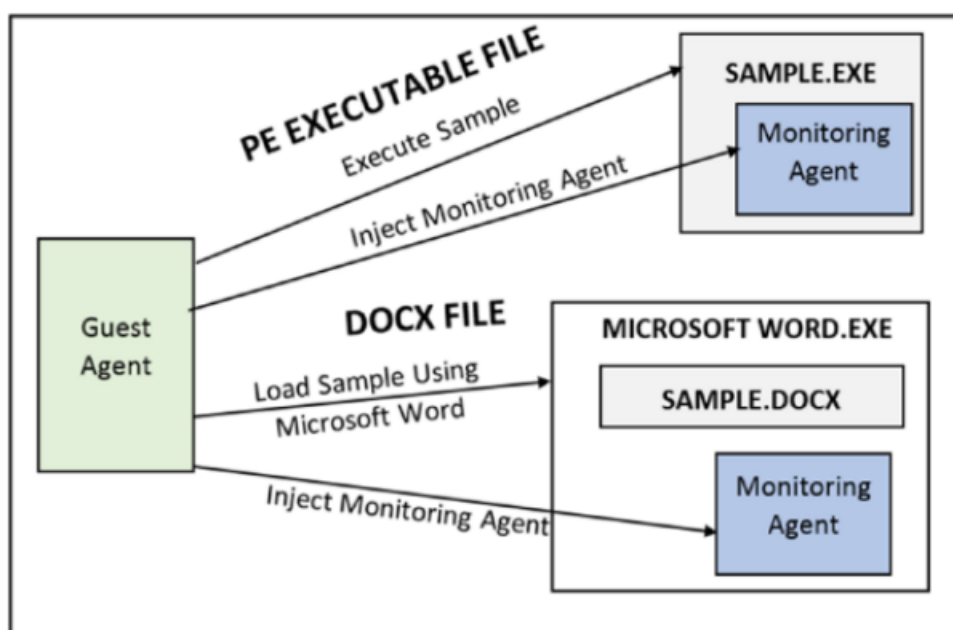 PE EXECUTABLE FILE
Execute Sample
Inject Monitoring Agent
SAMPLE.EXE
Monitoring
Agent
Guest
Agent
DOCX FILE
Load Sample Using
Microsoft Word
Inject Monitoring Agent
MICROSOFT WORD.EXE
SAMPLE.DOCX
Monitoring
Agent